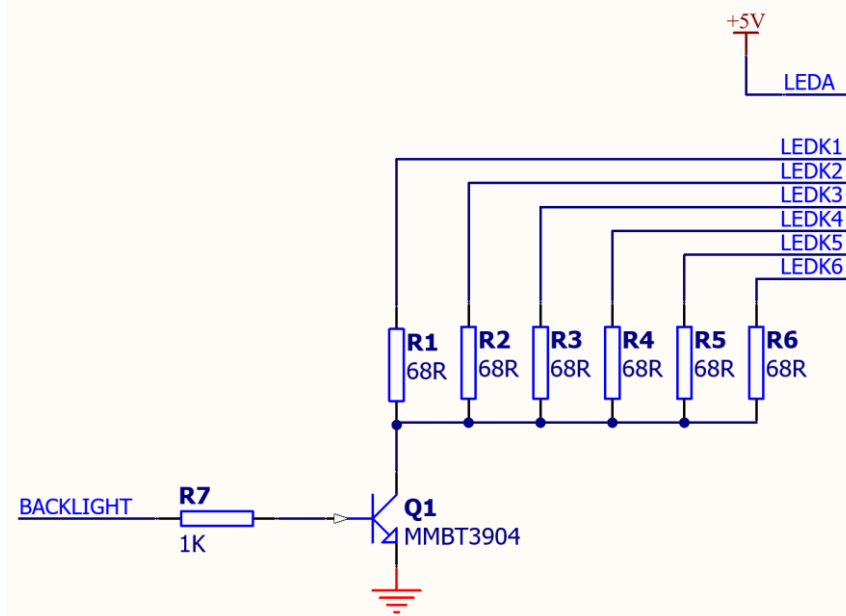 +5V
LEDA
LEDK1
LEDK2
LEDK3
LEDK4
LEDK5
LEDK6
R1 R2 R3 R4 R5 R6
68R 68R 68R 68R 68R 68R
BACKLIGHT
R7
1K
Q1
MMBT3904